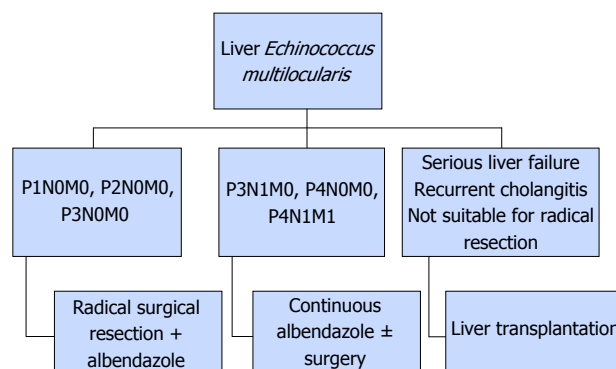 Liver Echinococcus
multilocularis
P1N0M0, P2N0M0,
P3N0M0
P3N1M0, P4N0M0,
P4N1M1
Serious liver failure
Recurrent cholangitis
Not suitable for radical
resection
Radical surgical
resection +
albendazole
Continuous
albendazole ±
surgery
Liver transplantation